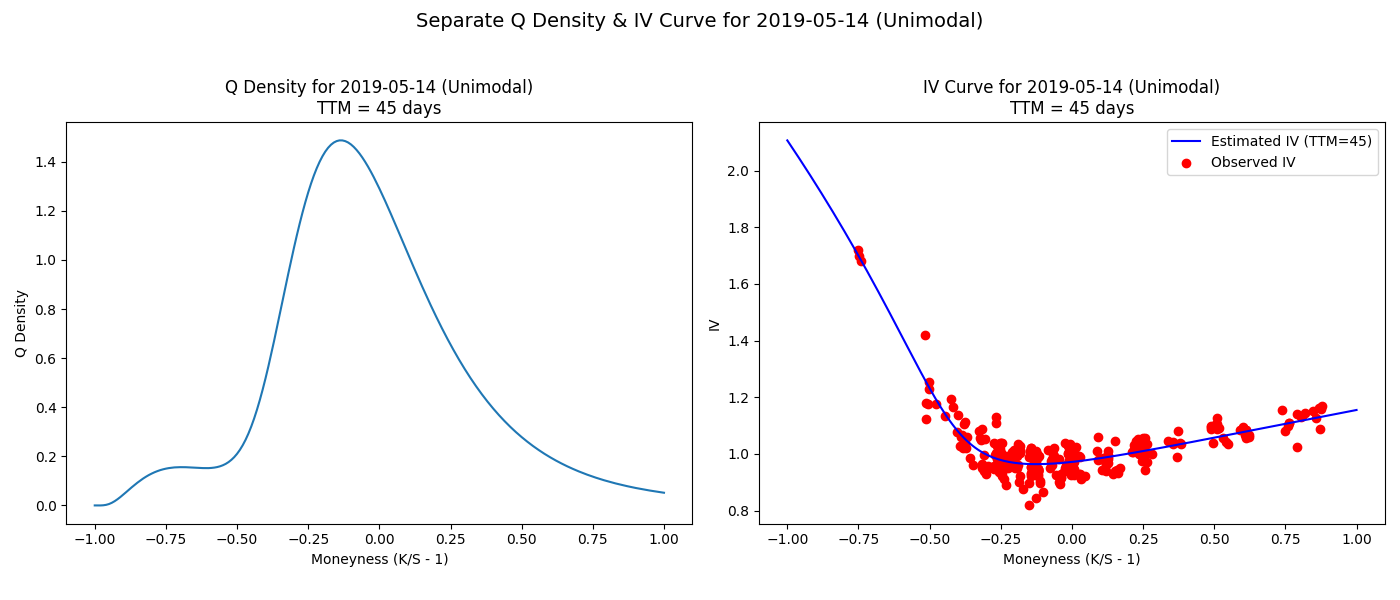 Separate Q Density & IV Curve for 2019-05-14 (Unimodal)
Q Density for 2019-05-14 (Unimodal)
TTM = 45 days
Q Density
1.4
1.2
1.0
0.8
0.6
0.4
0.2
0.0
−1.00 −0.75 −0.50 −0.25 0.00 0.25 0.50 0.75 1.00
Moneyness (K/S - 1)
IV Curve for 2019-05-14 (Unimodal)
TTM = 45 days
Estimated IV (TTM=45)
Observed IV
IV
2.0
1.8
1.6
1.4
1.2
1.0
0.8
−1.00 −0.75 −0.50 −0.25 0.00 0.25 0.50 0.75 1.00
Moneyness (K/S - 1)